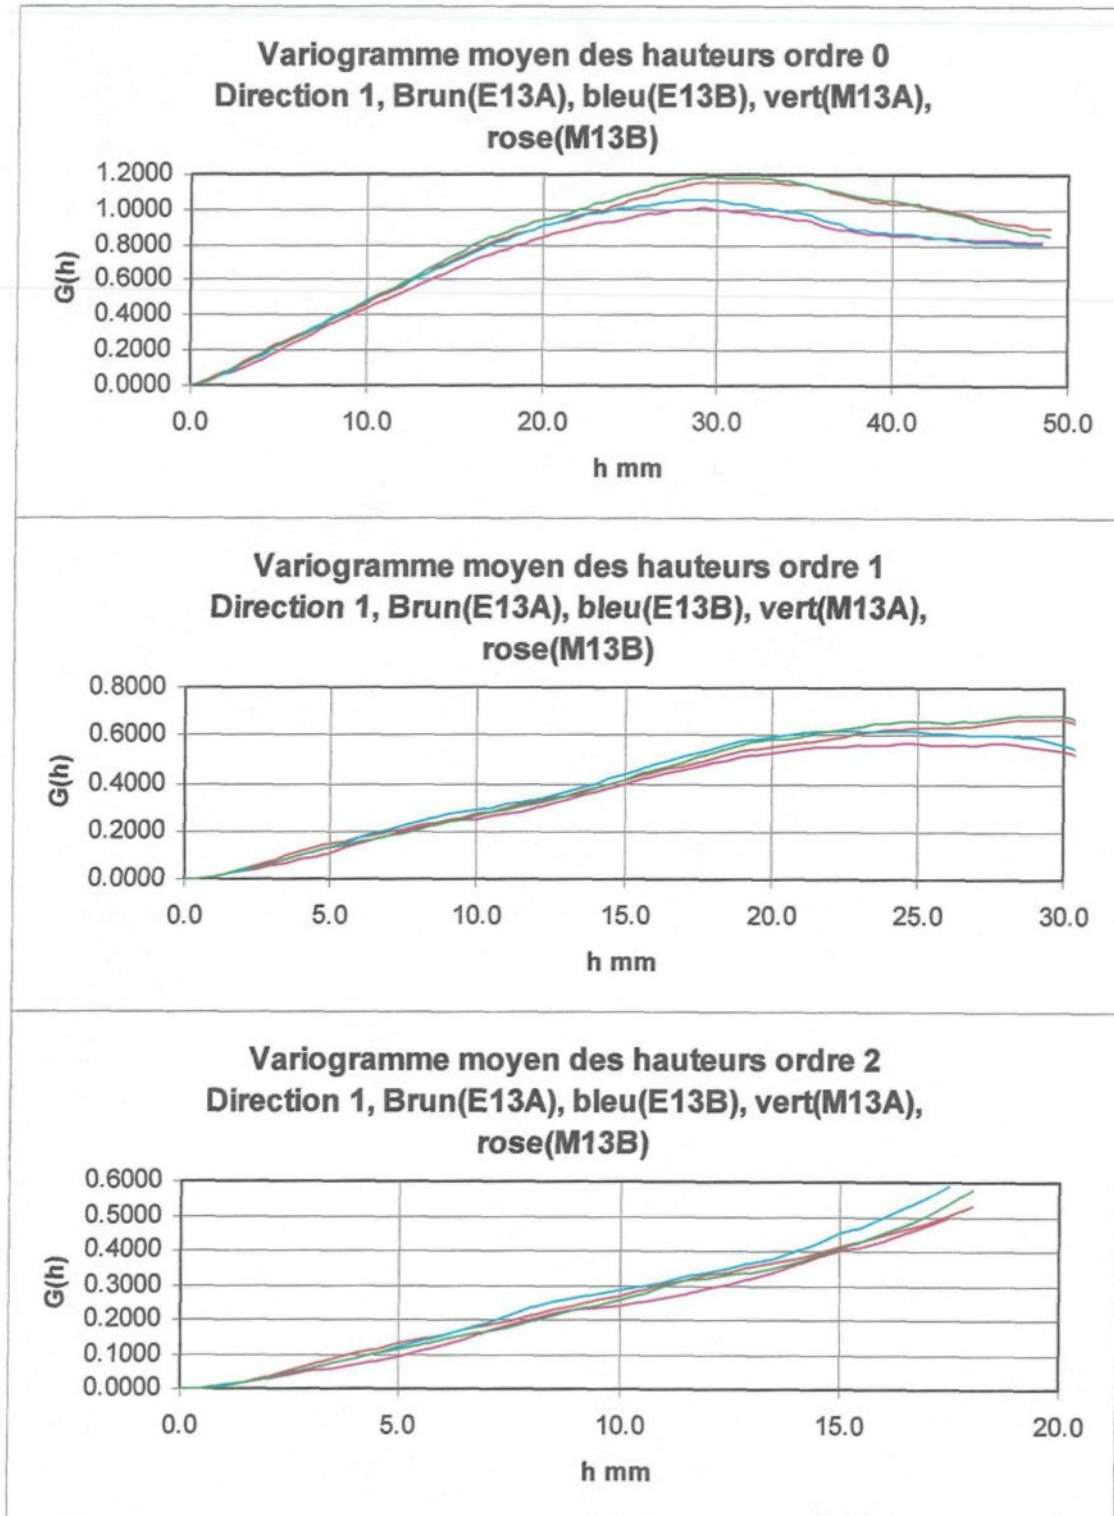 Variogramme moyen des hauteurs ordre 0
Direction 1, Brun(E13A), bleu(E13B), vert(M13A),
rose(M13B)
1.2000
1.0000
0.8000
0.6000
0.4000
0.2000
0.0000
G(h)
0.0 10.0 20.0 30.0 40.0 50.0
h mm
Variogramme moyen des hauteurs ordre 1
Direction 1, Brun(E13A), bleu(E13B), vert(M13A),
rose(M13B)
0.8000
0.6000
0.4000
0.2000
0.0000
G(h)
0.0 5.0 10.0 15.0 20.0 25.0 30.0
h mm
Variogramme moyen des hauteurs ordre 2
Direction 1, Brun(E13A), bleu(E13B), vert(M13A),
rose(M13B)
0.6000
0.5000
0.4000
0.3000
0.2000
0.1000
0.0000
G(h)
0.0 5.0 10.0 15.0 20.0
h mm